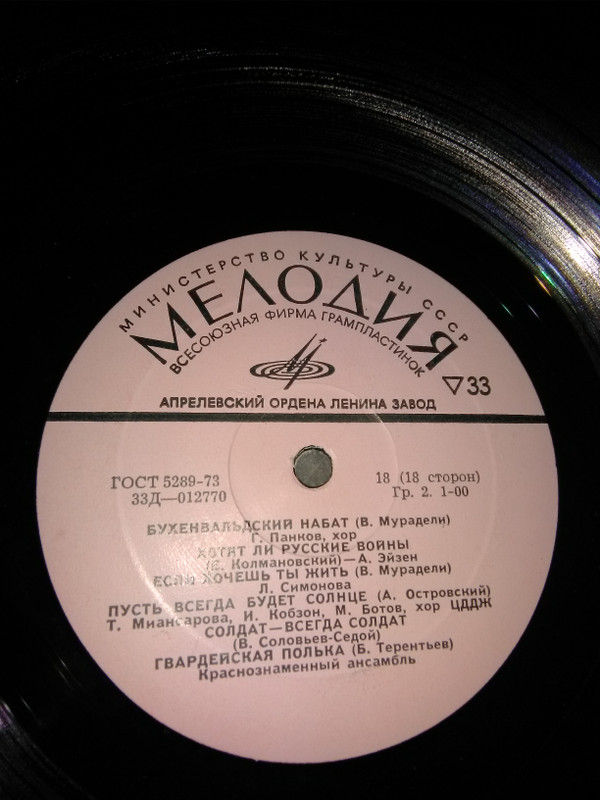 МИНИСТЕРСТВО КУЛЬТУРЫ СССР
МЕЛОДИЯ
ВСЕСОЮЗНАЯ ФИРМА ГРАМПЛАСТИНОК
33
АПРЕЛЕВСКИЙ ОРДЕНА ЛЕНИНА ЗАВОД
ГОСТ 5289-73
18 (18 сторон)
33Д—012770
Гр. 2. 1-00
БУХЕНВАЛЬДСКИЙ НАБАТ (В. Мурадели)
Г. Панков, хор
ХОТЯТ ЛИ РУССКИЕ ВОЙНЫ
(Е. Колмановский)—А. Эйзен
ЕСЛИ ХОЧЕШЬ ТЫ ЖИТЬ (В. Мурадели)
Л. Симонова
ПУСТЬ ВСЕГДА БУДЕТ СОЛНЦЕ (А. Островский)
Т. Миансарова, И. Кобзон, М. Ботов, хор ЦДДЖ
СОЛДАТ—ВСЕГДА СОЛДАТ
(В. Соловьев-Седой)
ГВАРДЕЙСКАЯ ПОЛЬКА (Б. Терентьев)
Краснознаменный ансамбль